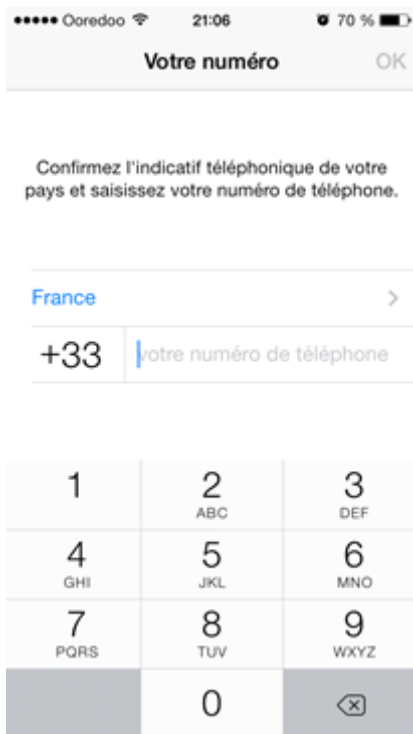 Ooredoo 21:06 70 %
Votre numéro OK
Confirmez l'indicatif téléphonique de votre
pays et saisissez votre numéro de téléphone.
France
+33 votre numéro de téléphone
1 2 3
ABC DEF
4 5 6
GHI JKL MNO
7 8 9
PQRS TUV WXYZ
0